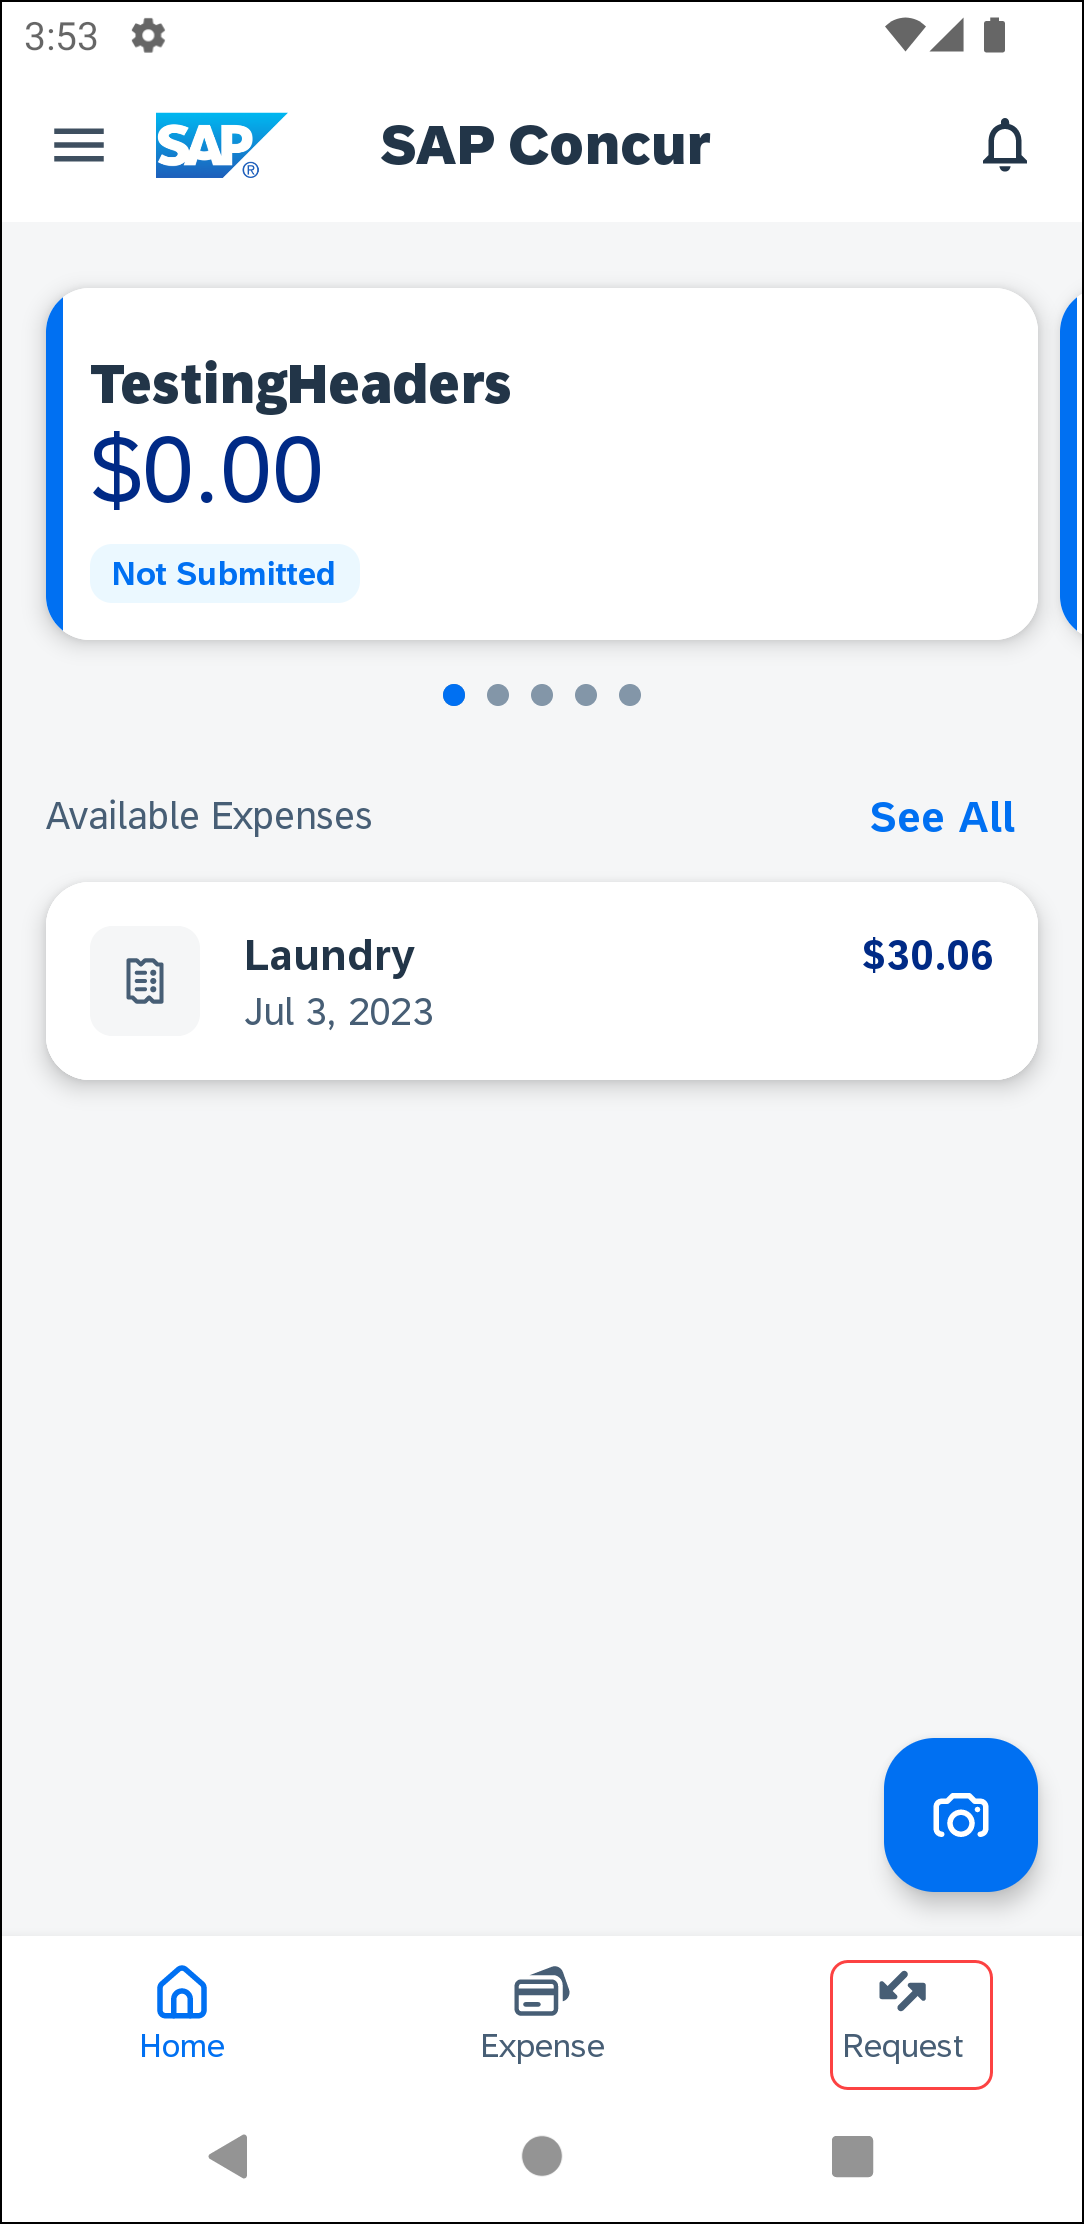 3:53
SAP ®
SAP Concur
TestingHeaders
$0.00
Not Submitted
Available Expenses
See All
Laundry
$30.06
Jul 3, 2023
Home
Expense
Request